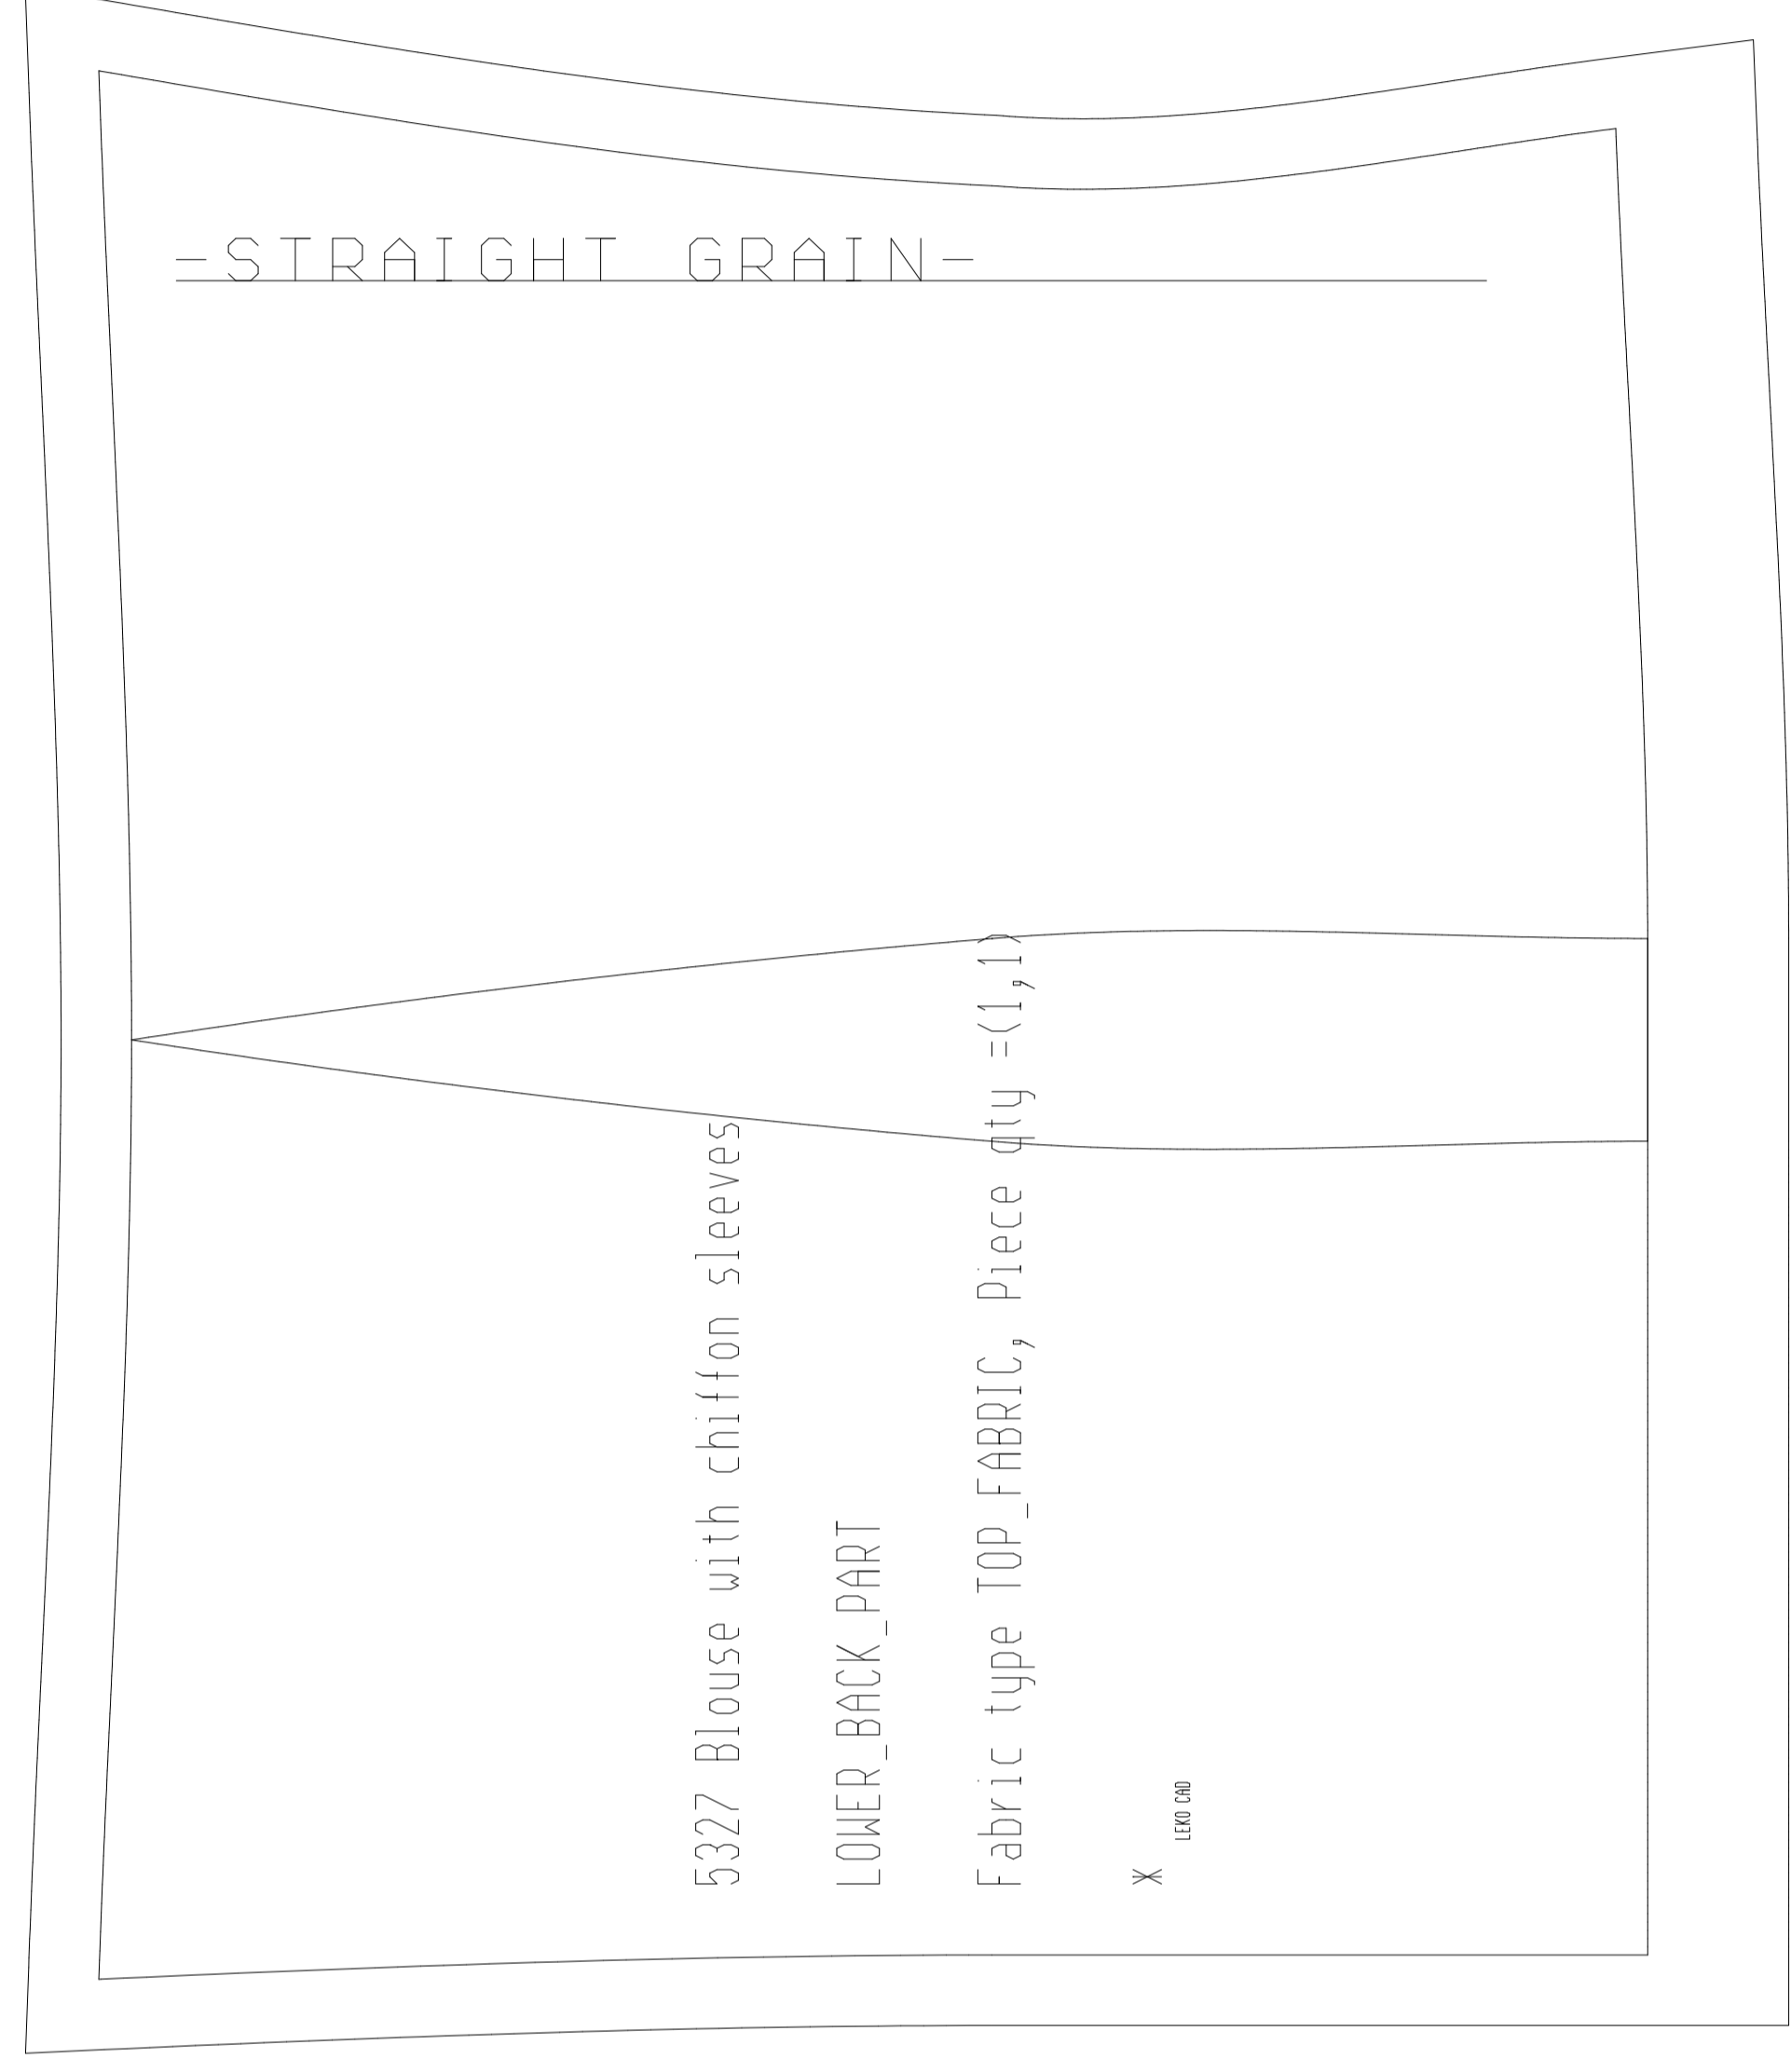 -STRAIGHT GRAIN-
5327 Blouse with chiffon sleeves
LOWER_BACK_PART
Fabric type TOP_FABRIC, Piece qty =(1,1)
*
LEKO CAD